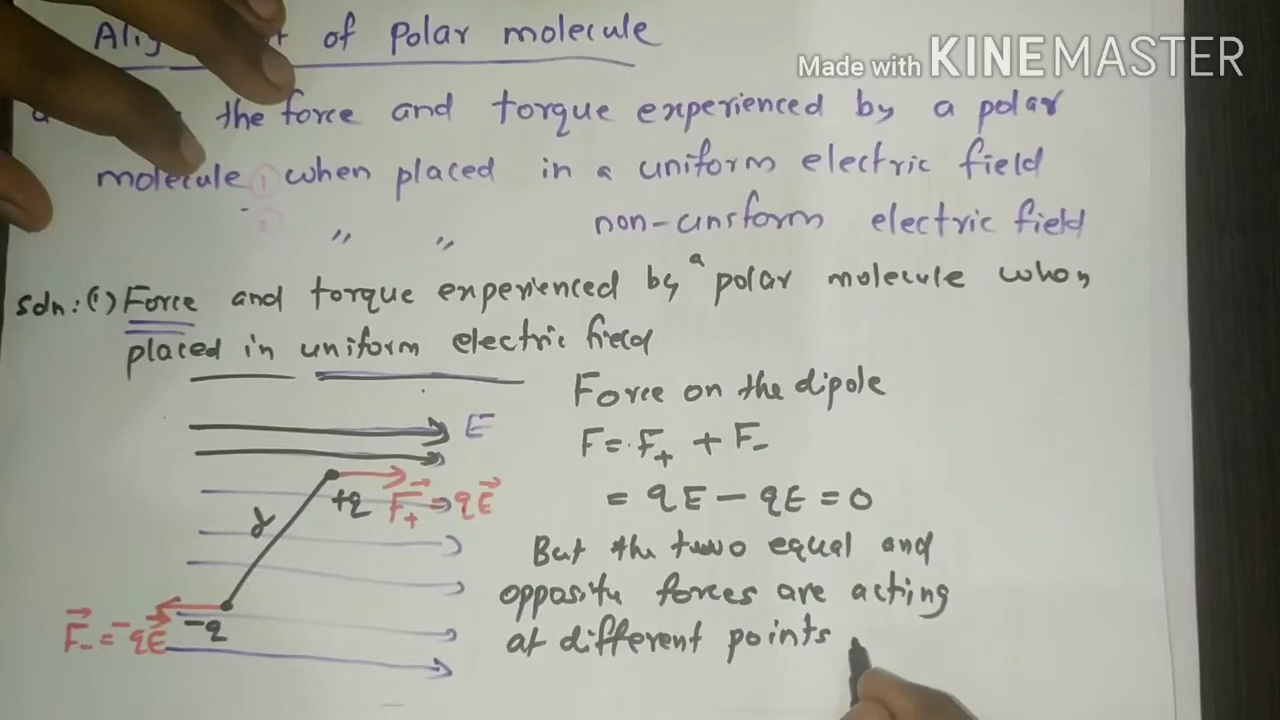 of Polar molecule
Made with KINEMASTER
the force and torque experienced by a polar
molecule (1) when placed in a uniform electric field
(2) " " non-uniform electric field
Soln: (1) Force and torque experienced by a polar molecule when
placed in uniform electric field
Force on the dipole
E
F = F+ + F-
+q F+ = qE
= qE - qE = 0
d
But the two equal and
opposite forces are acting
F- = -qE -q
at different points